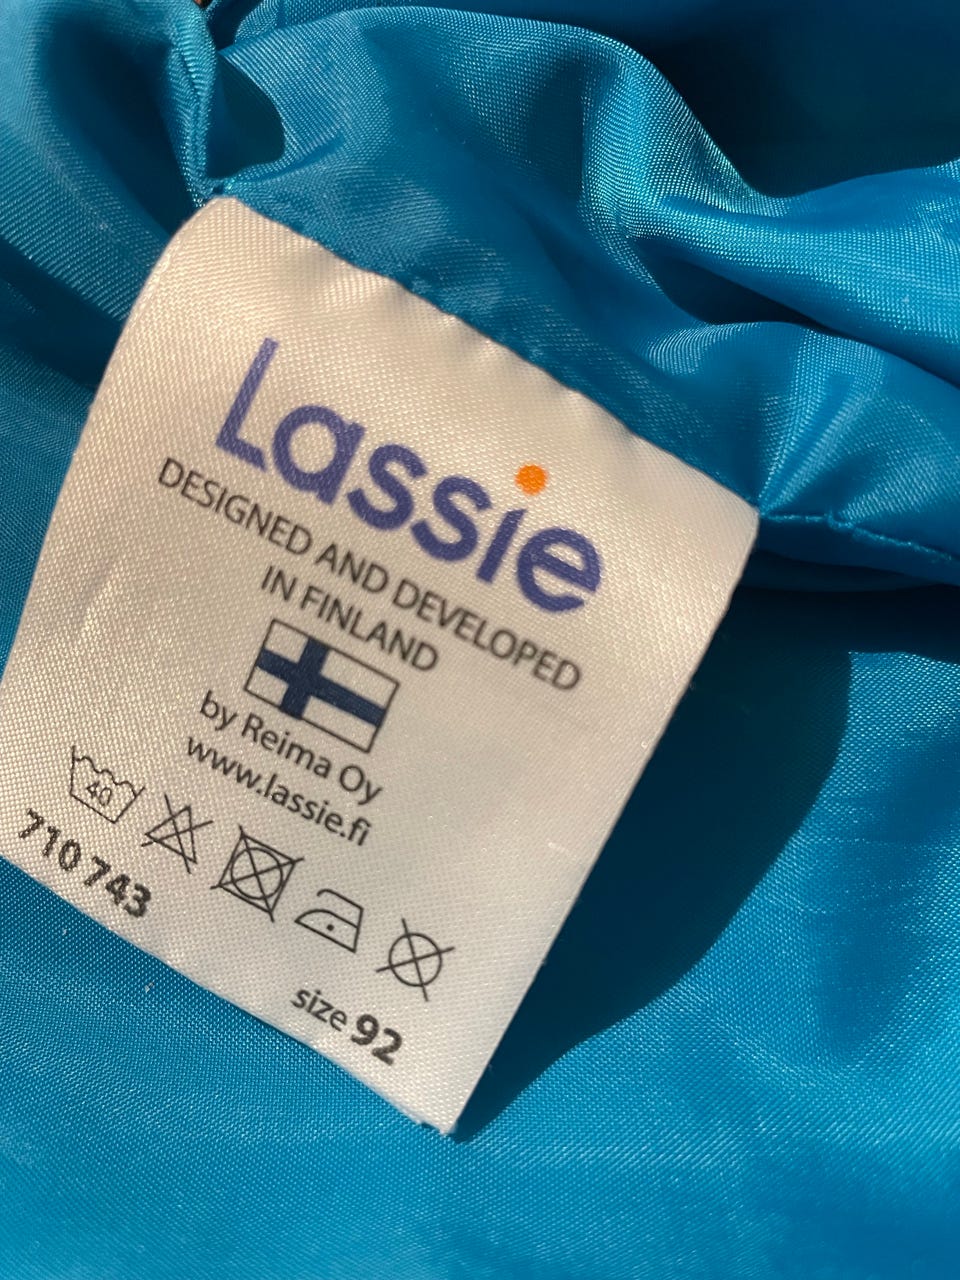 Lassie
DESIGNED AND DEVELOPED
IN FINLAND
by Reima Oy
www.lassie.fi
40
710 743
size 92